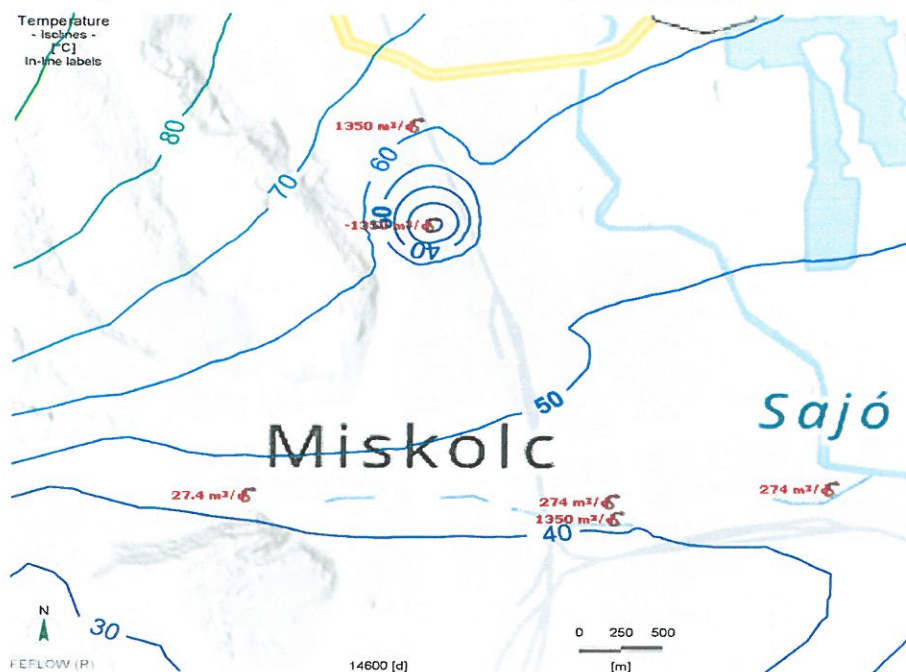 Temperature
- Isolines -
[°C]
In-line labels
80
70
1350 m³/d
60
-1350 m³/d
40
50
Sajó
Miskolc
27.4 m³/d
274 m³/d
274 m³/d
1350 m³/d
40
30
N
FEFLOW (R)
14600 [d]
0 250 500
[m]